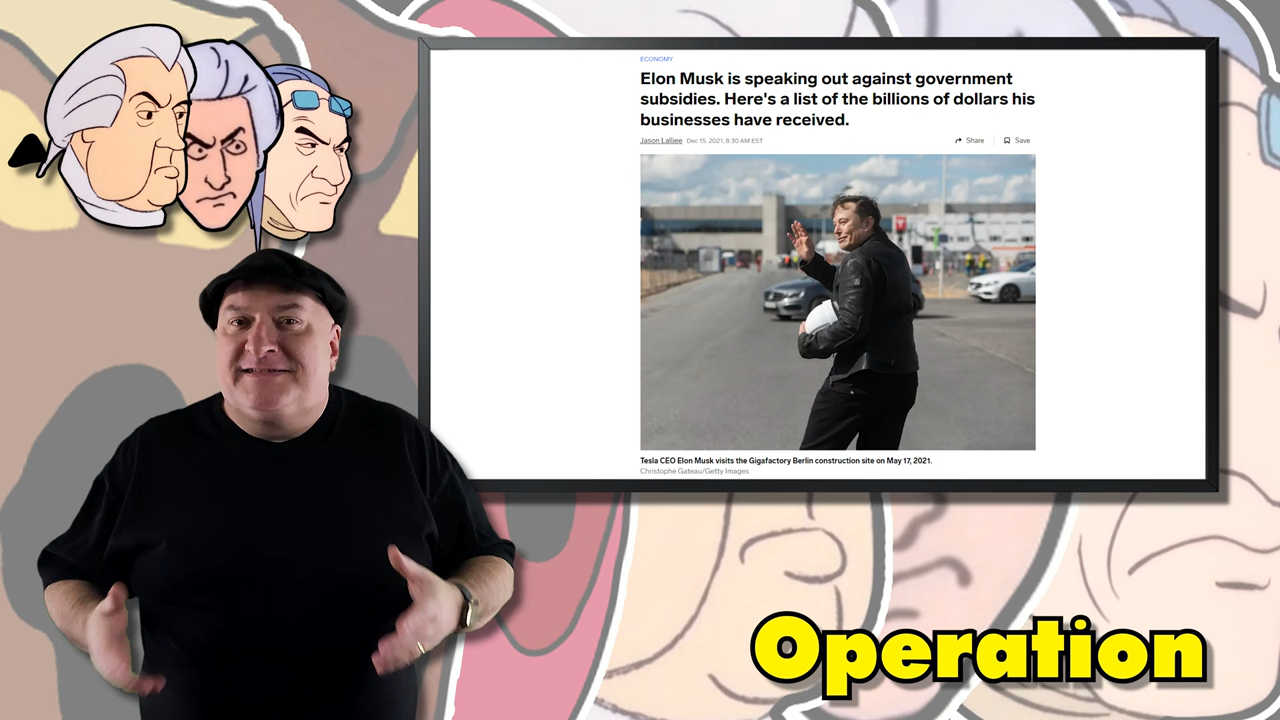 ECONOMY
Elon Musk is speaking out against government
subsidies. Here's a list of the billions of dollars his
businesses have received.
Jason Lalljee Dec 15, 2021, 8:30 AM EST
Share Save
Tesla CEO Elon Musk visits the Gigafactory Berlin construction site on May 17, 2021.
Christophe Gateau/Getty Images
Operation